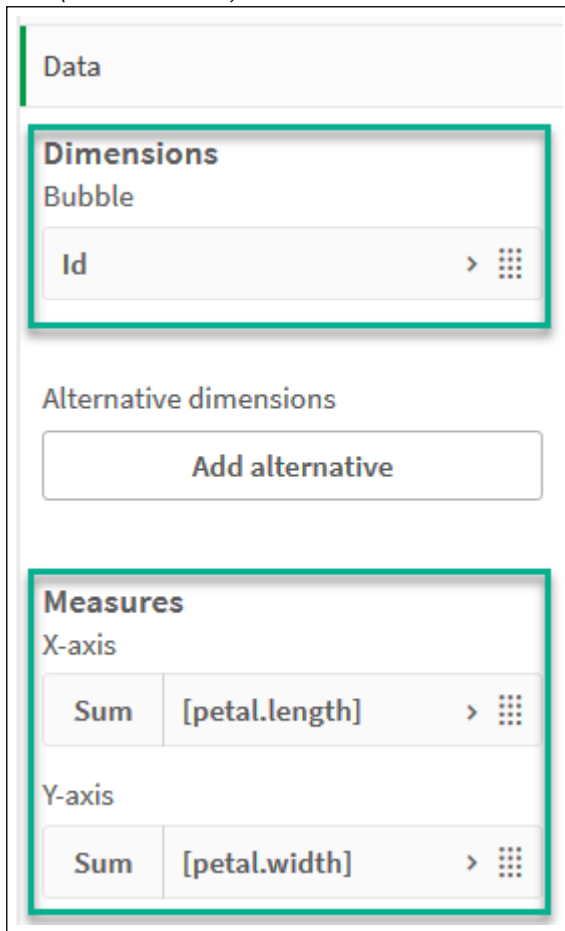 Data
Dimensions
Bubble
Id
Alternative dimensions
Add alternative
Measures
X-axis
Sum [petal.length]
Y-axis
Sum [petal.width]